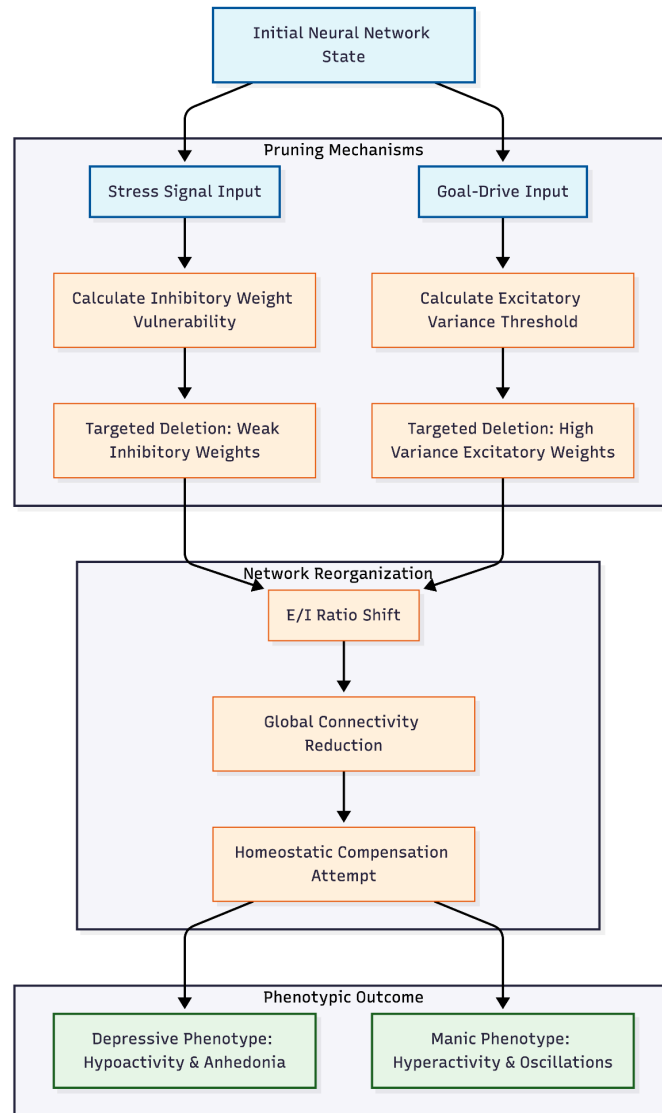 Initial Neural Network
State
Pruning Mechanisms
Stress Signal Input
Goal-Drive Input
Calculate Inhibitory Weight
Vulnerability
Calculate Excitatory
Variance Threshold
Targeted Deletion: Weak
Inhibitory Weights
Targeted Deletion: High
Variance Excitatory Weights
Network Reorganization
E/I Ratio Shift
Global Connectivity
Reduction
Homeostatic Compensation
Attempt
Phenotypic Outcome
Depressive Phenotype:
Hypoactivity & Anhedonia
Manic Phenotype:
Hyperactivity & Oscillations